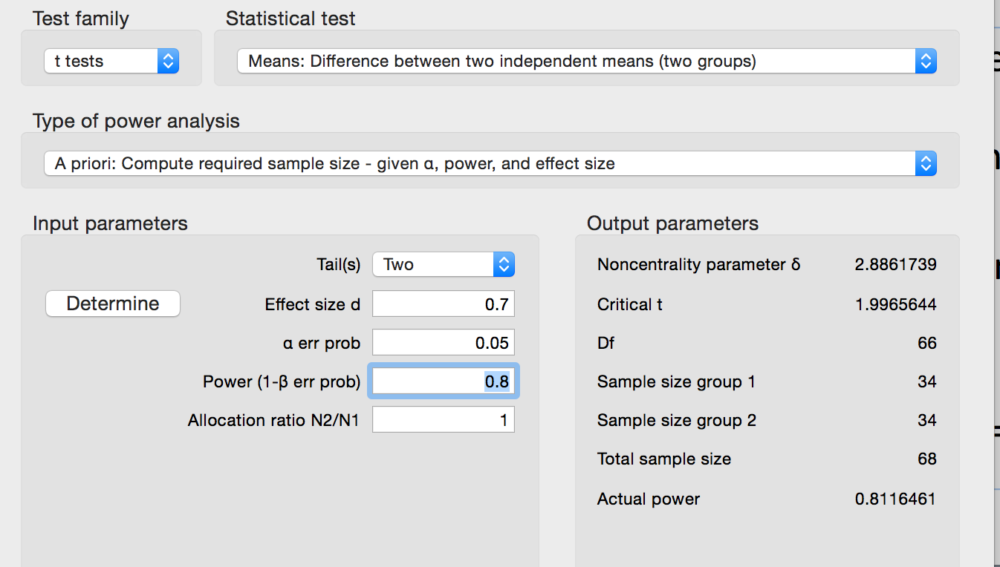 Test family
Statistical test
t tests
Means: Difference between two independent means (two groups)
Type of power analysis
A priori: Compute required sample size - given α, power, and effect size
Input parameters
Output parameters
Tail(s) Two
Noncentrality parameter δ 2.8861739
Determine
Effect size d 0.7
Critical t 1.9965644
α err prob 0.05
Df 66
Power (1-β err prob) 0.8
Sample size group 1 34
Allocation ratio N2/N1 1
Sample size group 2 34
Total sample size 68
Actual power 0.8116461